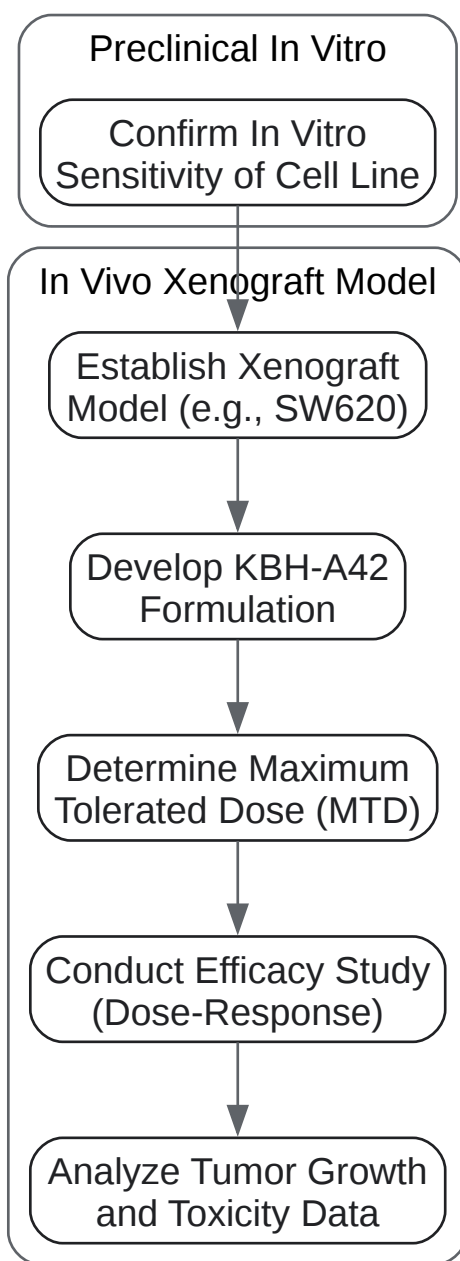 Preclinical In Vitro
Confirm In Vitro
Sensitivity of Cell Line
In Vivo Xenograft Model
Establish Xenograft
Model (e.g., SW620)
Develop KBH-A42
Formulation
Determine Maximum
Tolerated Dose (MTD)
Conduct Efficacy Study
(Dose-Response)
Analyze Tumor Growth
and Toxicity Data